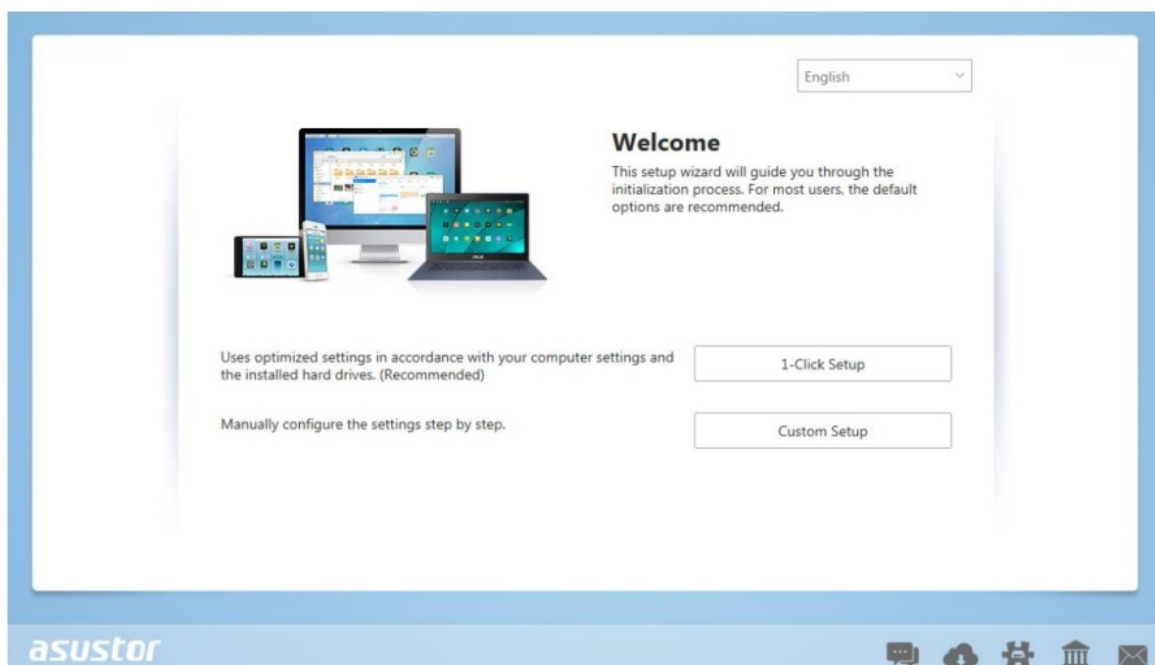 English
Welcome
This setup wizard will guide you through the
initialization process. For most users, the default
options are recommended.
Uses optimized settings in accordance with your computer settings and
the installed hard drives. (Recommended)
1-Click Setup
Manually configure the settings step by step.
Custom Setup
asustor